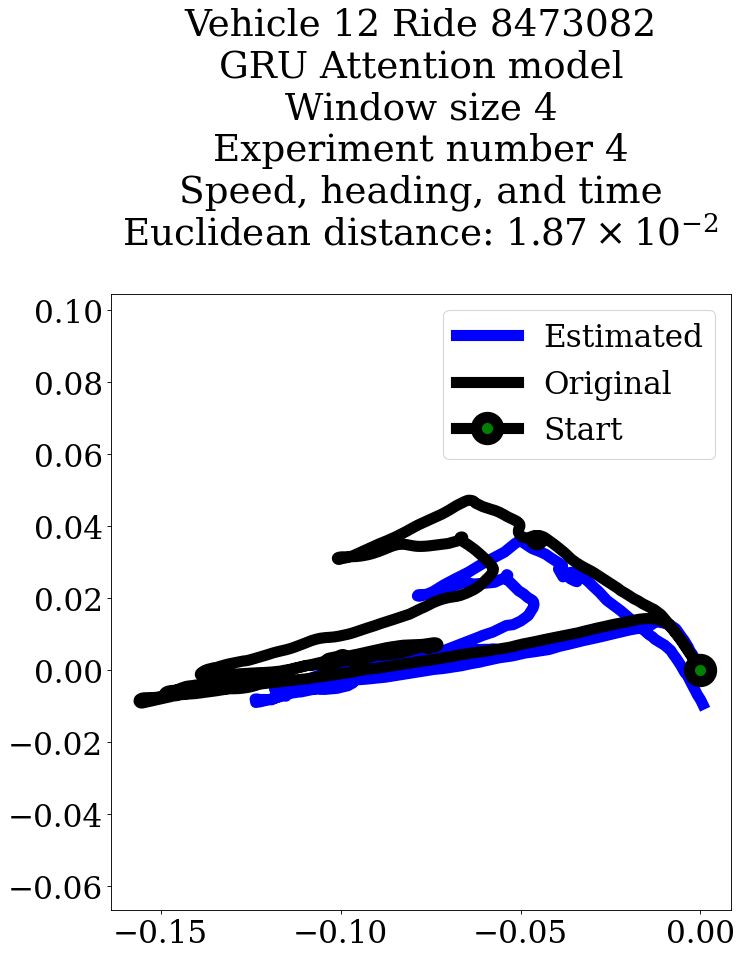 Vehicle 12 Ride 8473082
GRU Attention model
Window size 4
Experiment number 4
Speed, heading, and time
Euclidean distance: 1.87 × 10⁻²
Estimated
Original
Start
0.10
0.08
0.06
0.04
0.02
0.00
−0.02
−0.04
−0.06
−0.15
−0.10
−0.05
0.00